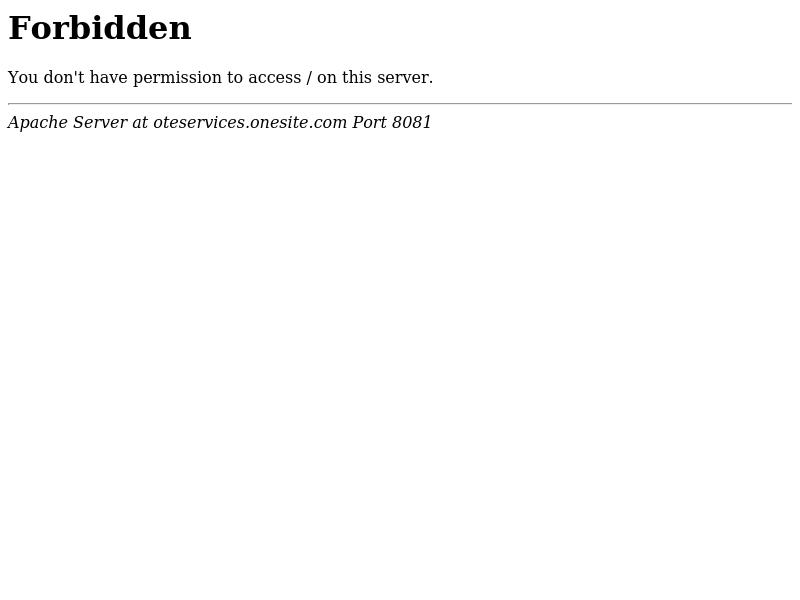 Forbidden
You don't have permission to access / on this server.
Apache Server at oteservices.onesite.com Port 8081